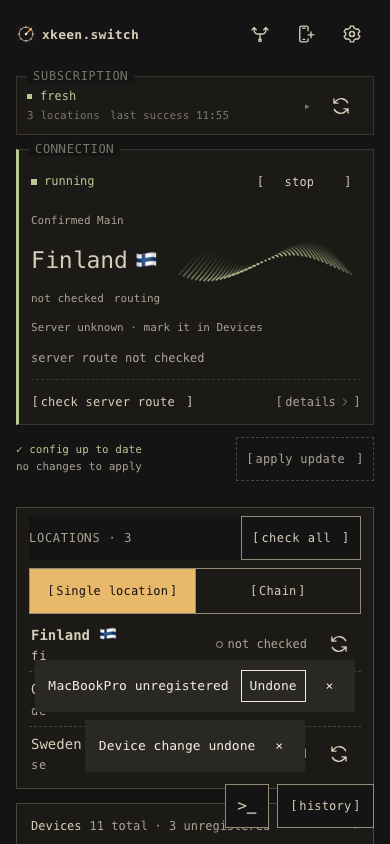 xkeen.switch
SUBSCRIPTION
fresh
3 locations last success 11:55
CONNECTION
running
[ stop ]
Confirmed Main
Finland
not checked routing
Server unknown · mark it in Devices
server route not checked
[check server route ]
[details > ]
✓ config up to date
no changes to apply
[apply update ]
LOCATIONS · 3
[check all ]
[Single location]
[Chain]
Finland
fi
not checked
MacBookPro unregistered
Undone
×
de
Sweden
se
Device change undone
×
>_
[history]
Devices 11 total · 3 unregistered